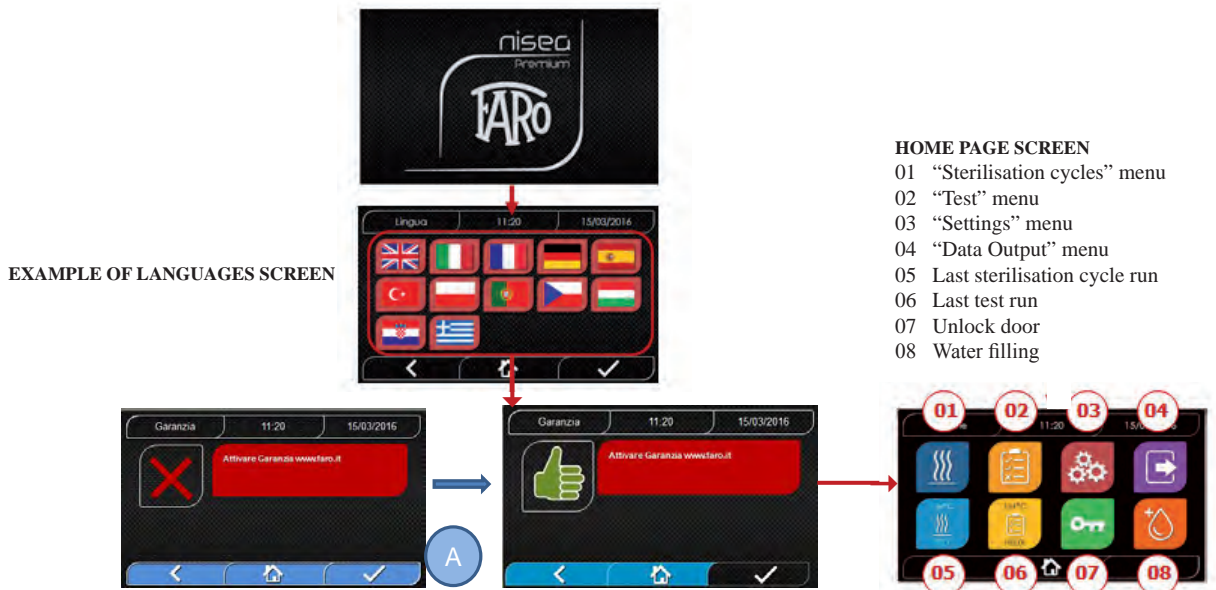 nisea
Premium
FARO
HOME PAGE SCREEN
01 “Sterilisation cycles” menu
02 “Test” menu
03 “Settings” menu
04 “Data Output” menu
05 Last sterilisation cycle run
06 Last test run
07 Unlock door
08 Water filling
EXAMPLE OF LANGUAGES SCREEN
Lingua 11:20 15/03/2016
Garanzia 11:20 15/03/2016
Attivare Garanzia www.faro.it
A
Garanzia 11:20 15/03/2016
Attivare Garanzia www.faro.it
01 02 03 04
11:20
05 06 07 08